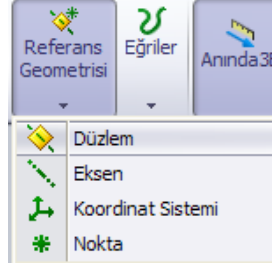 Referans
Geometrisi
Eğriler
Anında3
Düzlem
Eksen
Koordinat Sistemi
Nokta